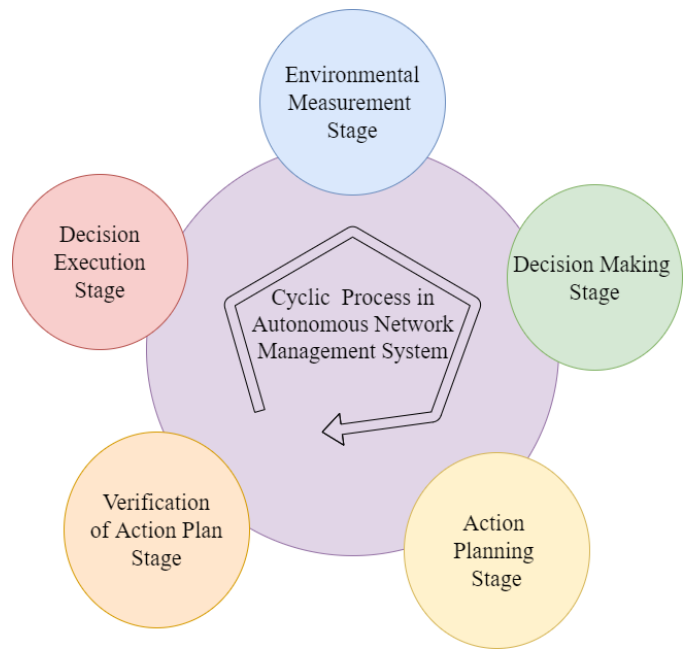 Environmental
Measurement
Stage
Decision
Execution
Stage
Decision Making
Stage
Cyclic Process in
Autonomous Network
Management System
Verification
of Action Plan
Stage
Action
Planning
Stage